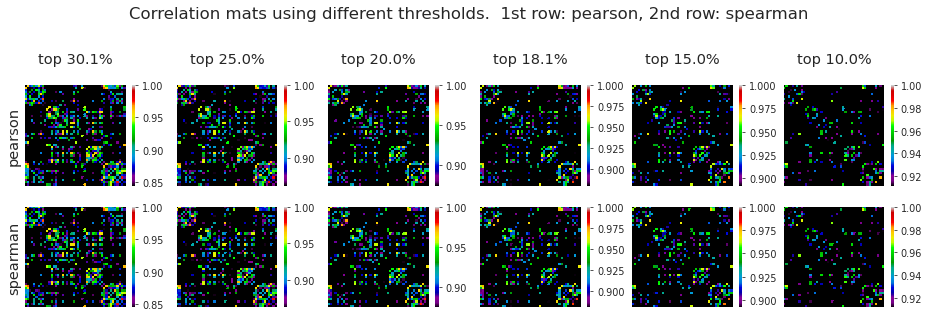 Correlation mats using different thresholds.  1st row: pearson, 2nd row: spearman
top 30.1% top 25.0% top 20.0% top 18.1% top 15.0% top 10.0%
pearson
1.00 0.95 0.90 0.85
1.00 0.95 0.90
1.00 0.95 0.90
1.000 0.975 0.950 0.925 0.900
1.000 0.975 0.950 0.925 0.900
1.00 0.98 0.96 0.94 0.92
spearman
1.00 0.95 0.90 0.85
1.00 0.95 0.90
1.00 0.95 0.90
1.000 0.975 0.950 0.925 0.900
1.000 0.975 0.950 0.925 0.900
1.00 0.98 0.96 0.94 0.92